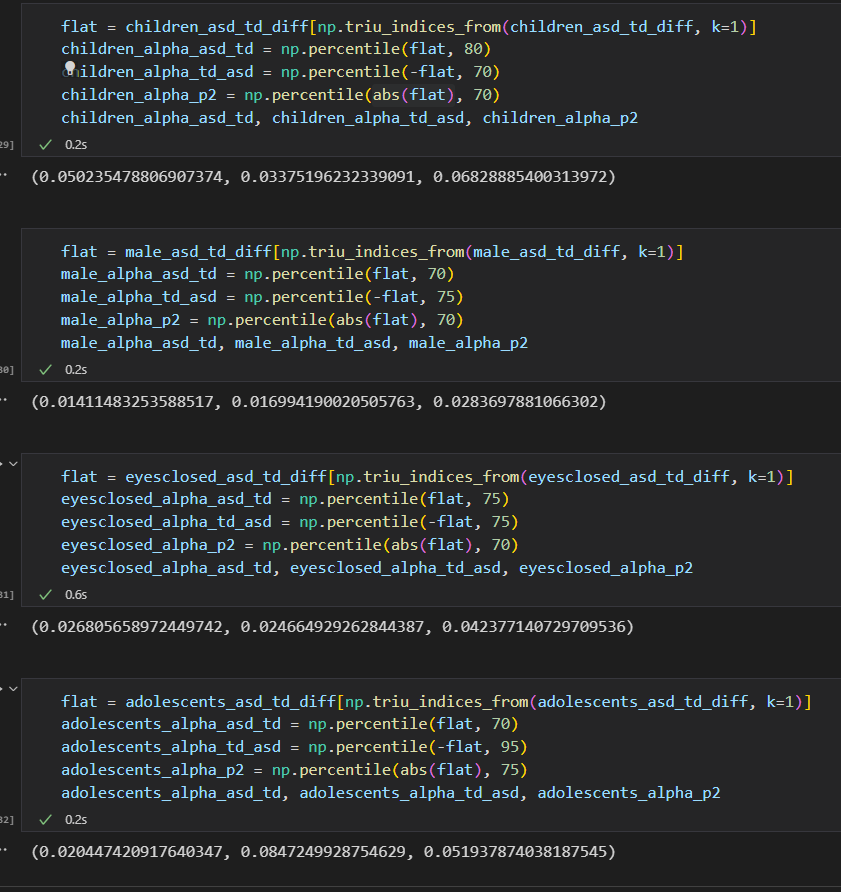 flat = children_asd_td_diff[np.triu_indices_from(children_asd_td_diff, k=1)]
children_alpha_asd_td = np.percentile(flat, 80)
children_alpha_td_asd = np.percentile(-flat, 70)
children_alpha_p2 = np.percentile(abs(flat), 70)
children_alpha_asd_td, children_alpha_td_asd, children_alpha_p2
29]
0.2s
(0.050235478806907374, 0.03375196232339091, 0.06828885400313972)
flat = male_asd_td_diff[np.triu_indices_from(male_asd_td_diff, k=1)]
male_alpha_asd_td = np.percentile(flat, 70)
male_alpha_td_asd = np.percentile(-flat, 75)
male_alpha_p2 = np.percentile(abs(flat), 70)
male_alpha_asd_td, male_alpha_td_asd, male_alpha_p2
30]
0.2s
(0.01411483253588517, 0.016994190020505763, 0.0283697881066302)
flat = eyesclosed_asd_td_diff[np.triu_indices_from(eyesclosed_asd_td_diff, k=1)]
eyesclosed_alpha_asd_td = np.percentile(flat, 75)
eyesclosed_alpha_td_asd = np.percentile(-flat, 75)
eyesclosed_alpha_p2 = np.percentile(abs(flat), 70)
eyesclosed_alpha_asd_td, eyesclosed_alpha_td_asd, eyesclosed_alpha_p2
31]
0.6s
(0.026805658972449742, 0.024664929262844387, 0.042377140729709536)
flat = adolescents_asd_td_diff[np.triu_indices_from(adolescents_asd_td_diff, k=1)]
adolescents_alpha_asd_td = np.percentile(flat, 70)
adolescents_alpha_td_asd = np.percentile(-flat, 95)
adolescents_alpha_p2 = np.percentile(abs(flat), 75)
adolescents_alpha_asd_td, adolescents_alpha_td_asd, adolescents_alpha_p2
32]
0.2s
(0.020447420917640347, 0.0847249928754629, 0.051937874038187545)